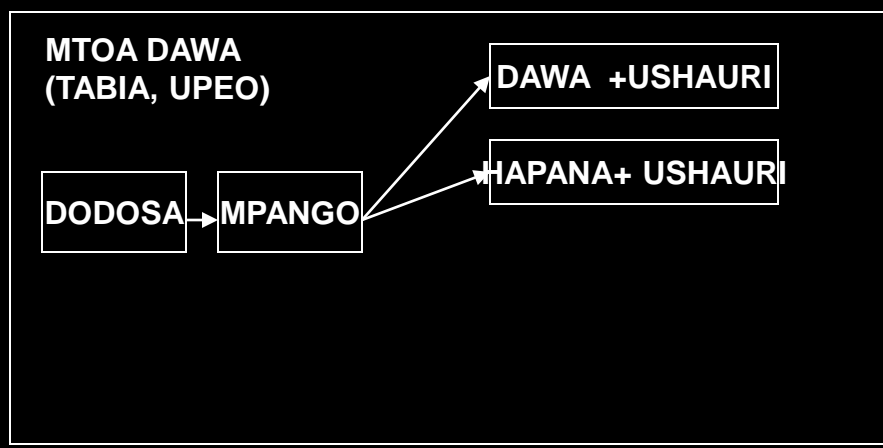 MTOA DAWA
(TABIA, UPEO)
DAWA +USHAURI
HAPANA+ USHAURI
DODOSA
MPANGO